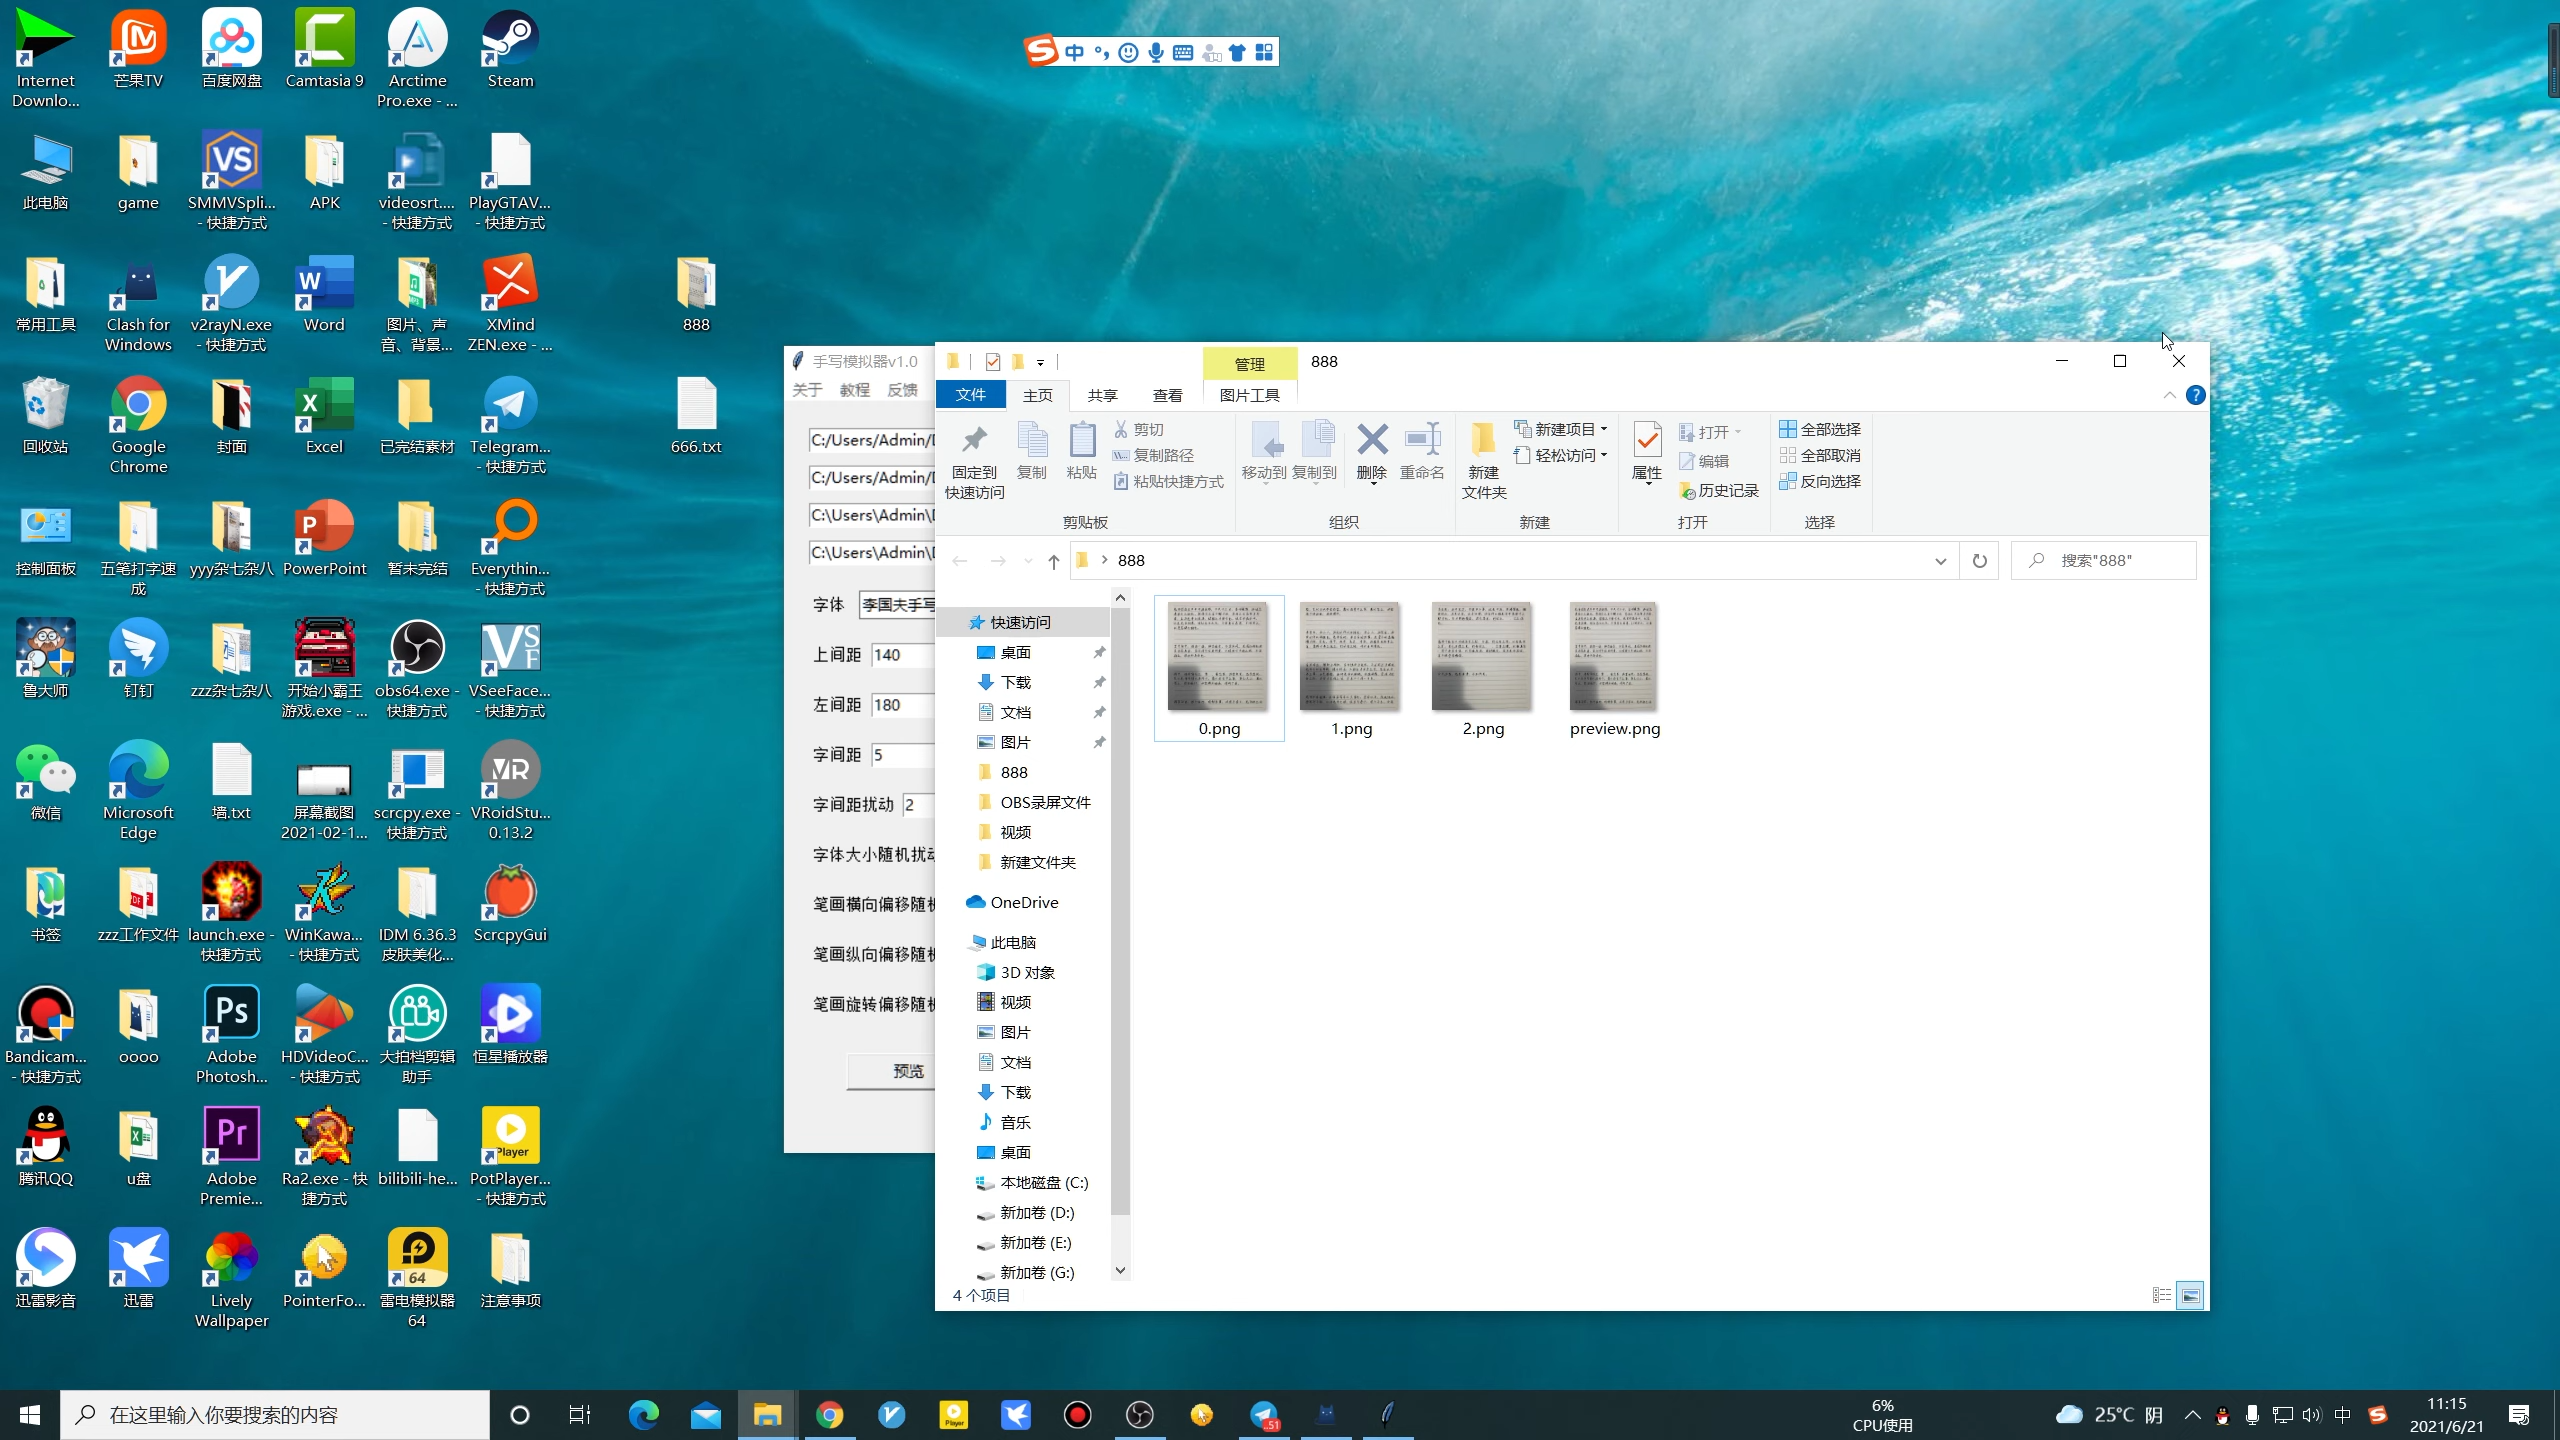 Internet Downlo...
芒果TV
百度网盘
Camtasia 9
Arctime Pro.exe - ...
Steam
此电脑
game
SMMVSpli... - 快捷方式
APK
videosrt.... - 快捷方式
PlayGTAV... - 快捷方式
常用工具
Clash for Windows
v2rayN.exe - 快捷方式
Word
图片、声音、背景...
XMind ZEN.exe - ...
888
回收站
Google Chrome
封面
Excel
已完结素材
Telegram... - 快捷方式
666.txt
控制面板
五笔打字速成
yyy杂七杂八
PowerPoint
暂未完结
Everythin... - 快捷方式
鲁大师
钉钉
zzz杂七杂八
开始小霸王游戏.exe - ...
obs64.exe - 快捷方式
VSeeFace... - 快捷方式
微信
Microsoft Edge
墙.txt
屏幕截图 2021-02-1...
scrcpy.exe - 快捷方式
VRoidStu... 0.13.2
书签
zzz工作文件
launch.exe - 快捷方式
WinKawa... - 快捷方式
IDM 6.36.3 皮肤美化...
ScrcpyGui
Bandicam... - 快捷方式
oooo
Adobe Photosh...
HDVideoC... - 快捷方式
大拍档剪辑助手
恒星播放器
腾讯QQ
u盘
Adobe Premie...
Ra2.exe - 快捷方式
bilibili-he...
PotPlayer... - 快捷方式
迅雷影音
迅雷
Lively Wallpaper
PointerFo...
雷电模拟器64
注意事项
中
手写模拟器v1.0
关于 教程 反馈
C:/Users/Admin/
C:/Users/Admin/
C:\Users\Admin\
C:\Users\Admin\
字体 李国夫手写
上间距 140
左间距 180
字间距 5
字间距扰动 2
字体大小随机扰动
笔画横向偏移随机
笔画纵向偏移随机
笔画旋转偏移随机
预览
管理 888
文件 主页 共享 查看 图片工具
固定到快速访问
复制
粘贴
剪切
复制路径
粘贴快捷方式
剪贴板
移动到
复制到
删除
重命名
组织
新建文件夹
新建项目
轻松访问
新建
属性
打开
编辑
历史记录
打开
全部选择
全部取消
反向选择
选择
888
搜索"888"
快速访问
桌面
下载
文档
图片
888
OBS录屏文件
视频
新建文件夹
OneDrive
此电脑
3D 对象
视频
图片
文档
下载
音乐
桌面
本地磁盘 (C:)
新加卷 (D:)
新加卷 (E:)
新加卷 (G:)
0.png
1.png
2.png
preview.png
4 个项目
在这里输入你要搜索的内容
6%
CPU使用
25°C 阴
中
11:15
2021/6/21